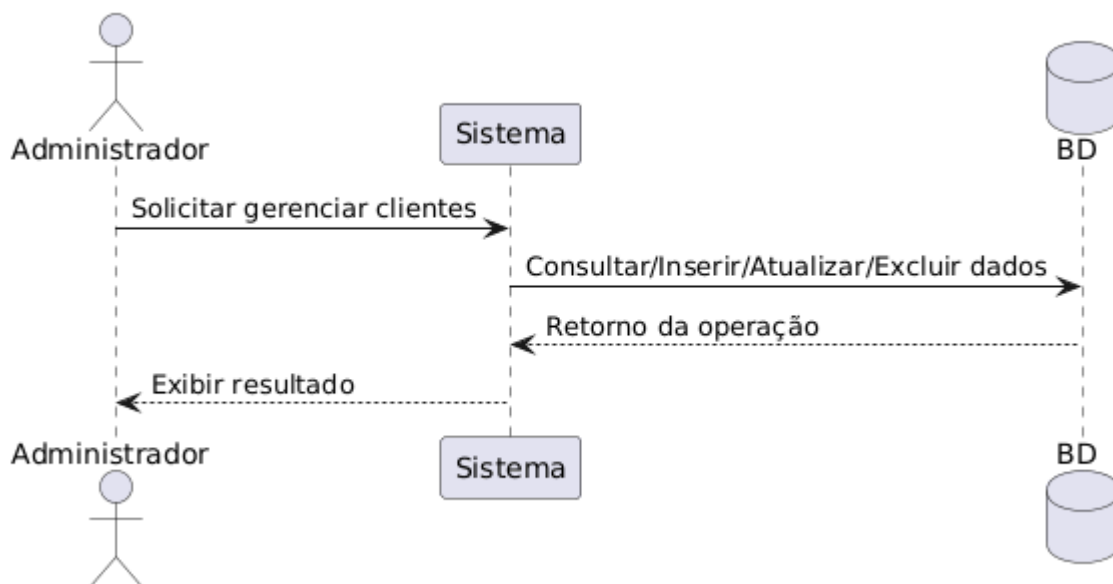 Sistema
Administrador
BD
Solicitar gerenciar clientes
Consultar/Inserir/Atualizar/Excluir dados
Retorno da operação
Exibir resultado
Administrador
BD
Sistema